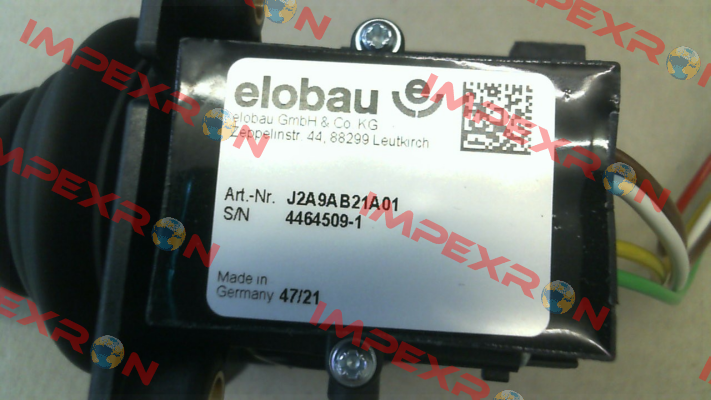 elobau e
elobau GmbH & Co. KG
Zeppelinstr. 44, 88299 Leutkirch
Art.-Nr. J2A9AB21A01
S/N 4464509-1
Made in
Germany 47/21
IMPEXRON
IMPEXRON
IMPEXRON
IMPEXRON
IMPEXRON
IMPEXRON